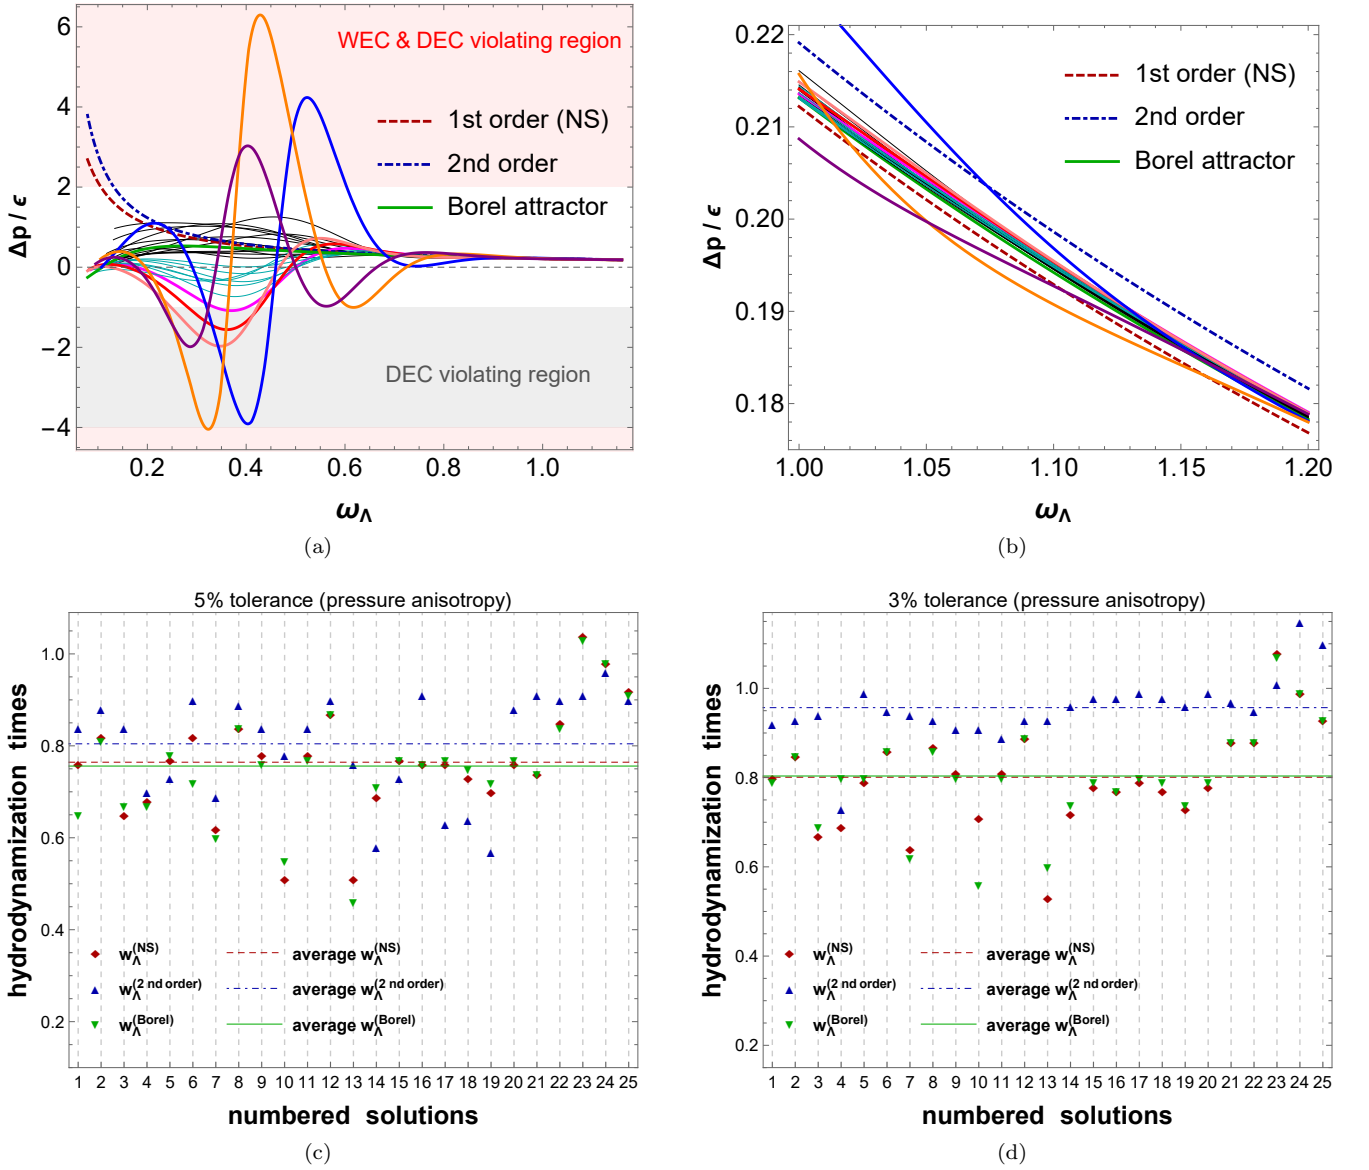 WEC & DEC violating region
1st order (NS)
2nd order
Borel attractor
DEC violating region
Δp / ϵ
6
4
2
0
−2
−4
0.2 0.4 0.6 0.8 1.0
ω_Λ
(a)
1st order (NS)
2nd order
Borel attractor
Δp / ϵ
0.22
0.21
0.20
0.19
0.18
1.00 1.05 1.10 1.15 1.20
ω_Λ
(b)
5% tolerance (pressure anisotropy)
hydrodynamization times
1.0
0.8
0.6
0.4
0.2
w_Λ^(NS) average w_Λ^(NS)
w_Λ^(2 nd order) average w_Λ^(2 nd order)
w_Λ^(Borel) average w_Λ^(Borel)
1 2 3 4 5 6 7 8 9 10 11 12 13 14 15 16 17 18 19 20 21 22 23 24 25
numbered solutions
(c)
3% tolerance (pressure anisotropy)
hydrodynamization times
1.0
0.8
0.6
0.4
0.2
w_Λ^(NS) average w_Λ^(NS)
w_Λ^(2 nd order) average w_Λ^(2 nd order)
w_Λ^(Borel) average w_Λ^(Borel)
1 2 3 4 5 6 7 8 9 10 11 12 13 14 15 16 17 18 19 20 21 22 23 24 25
numbered solutions
(d)